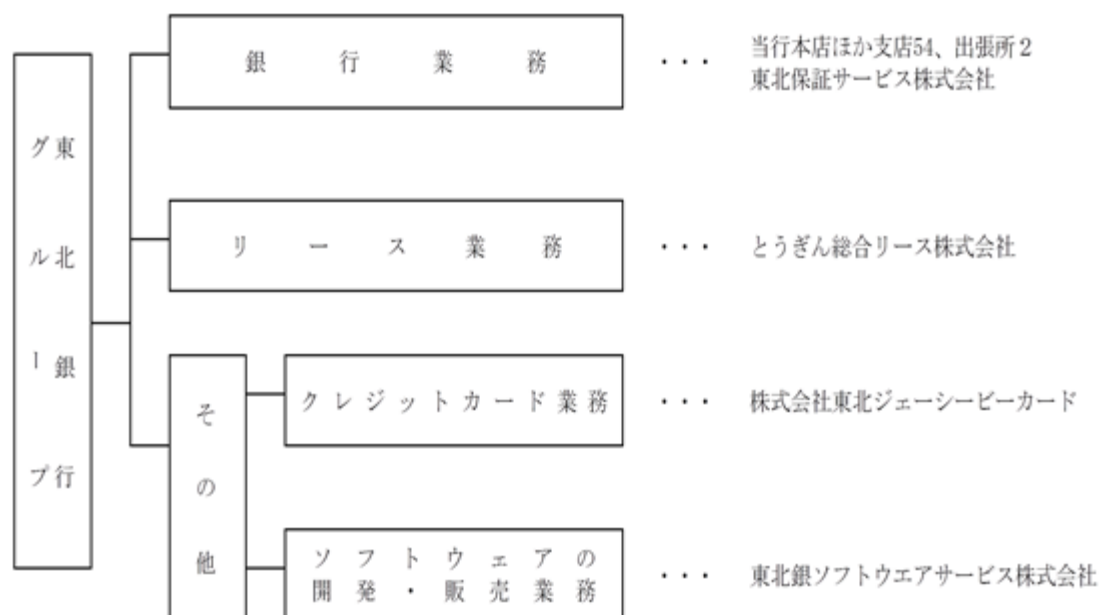 東北銀行
グループ
銀行業務
・・・
当行本店ほか支店54、出張所2
東北保証サービス株式会社
リース業務
・・・
とうぎん総合リース株式会社
その他
クレジットカード業務
・・・
株式会社東北ジェーシービーカード
ソフトウェアの
開発・販売業務
・・・
東北銀ソフトウエアサービス株式会社